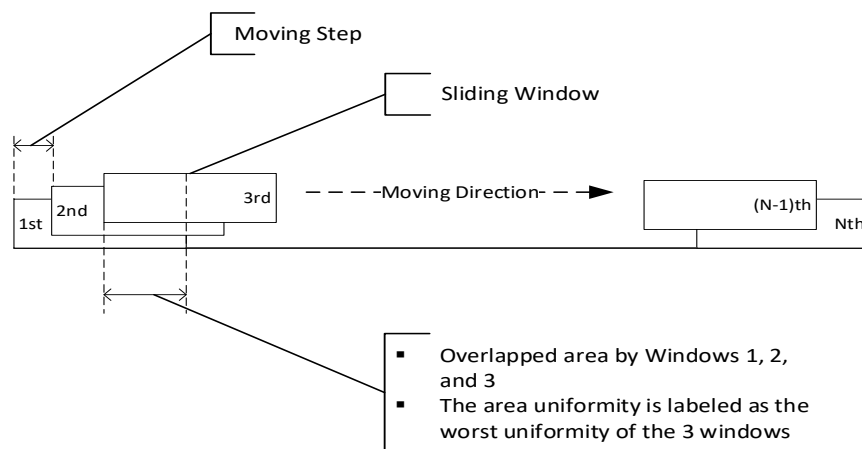 Moving Step
Sliding Window
1st
2nd
3rd
Moving Direction
(N-1)th
Nth
▪ Overlapped area by Windows 1, 2,
and 3
▪ The area uniformity is labeled as the
worst uniformity of the 3 windows